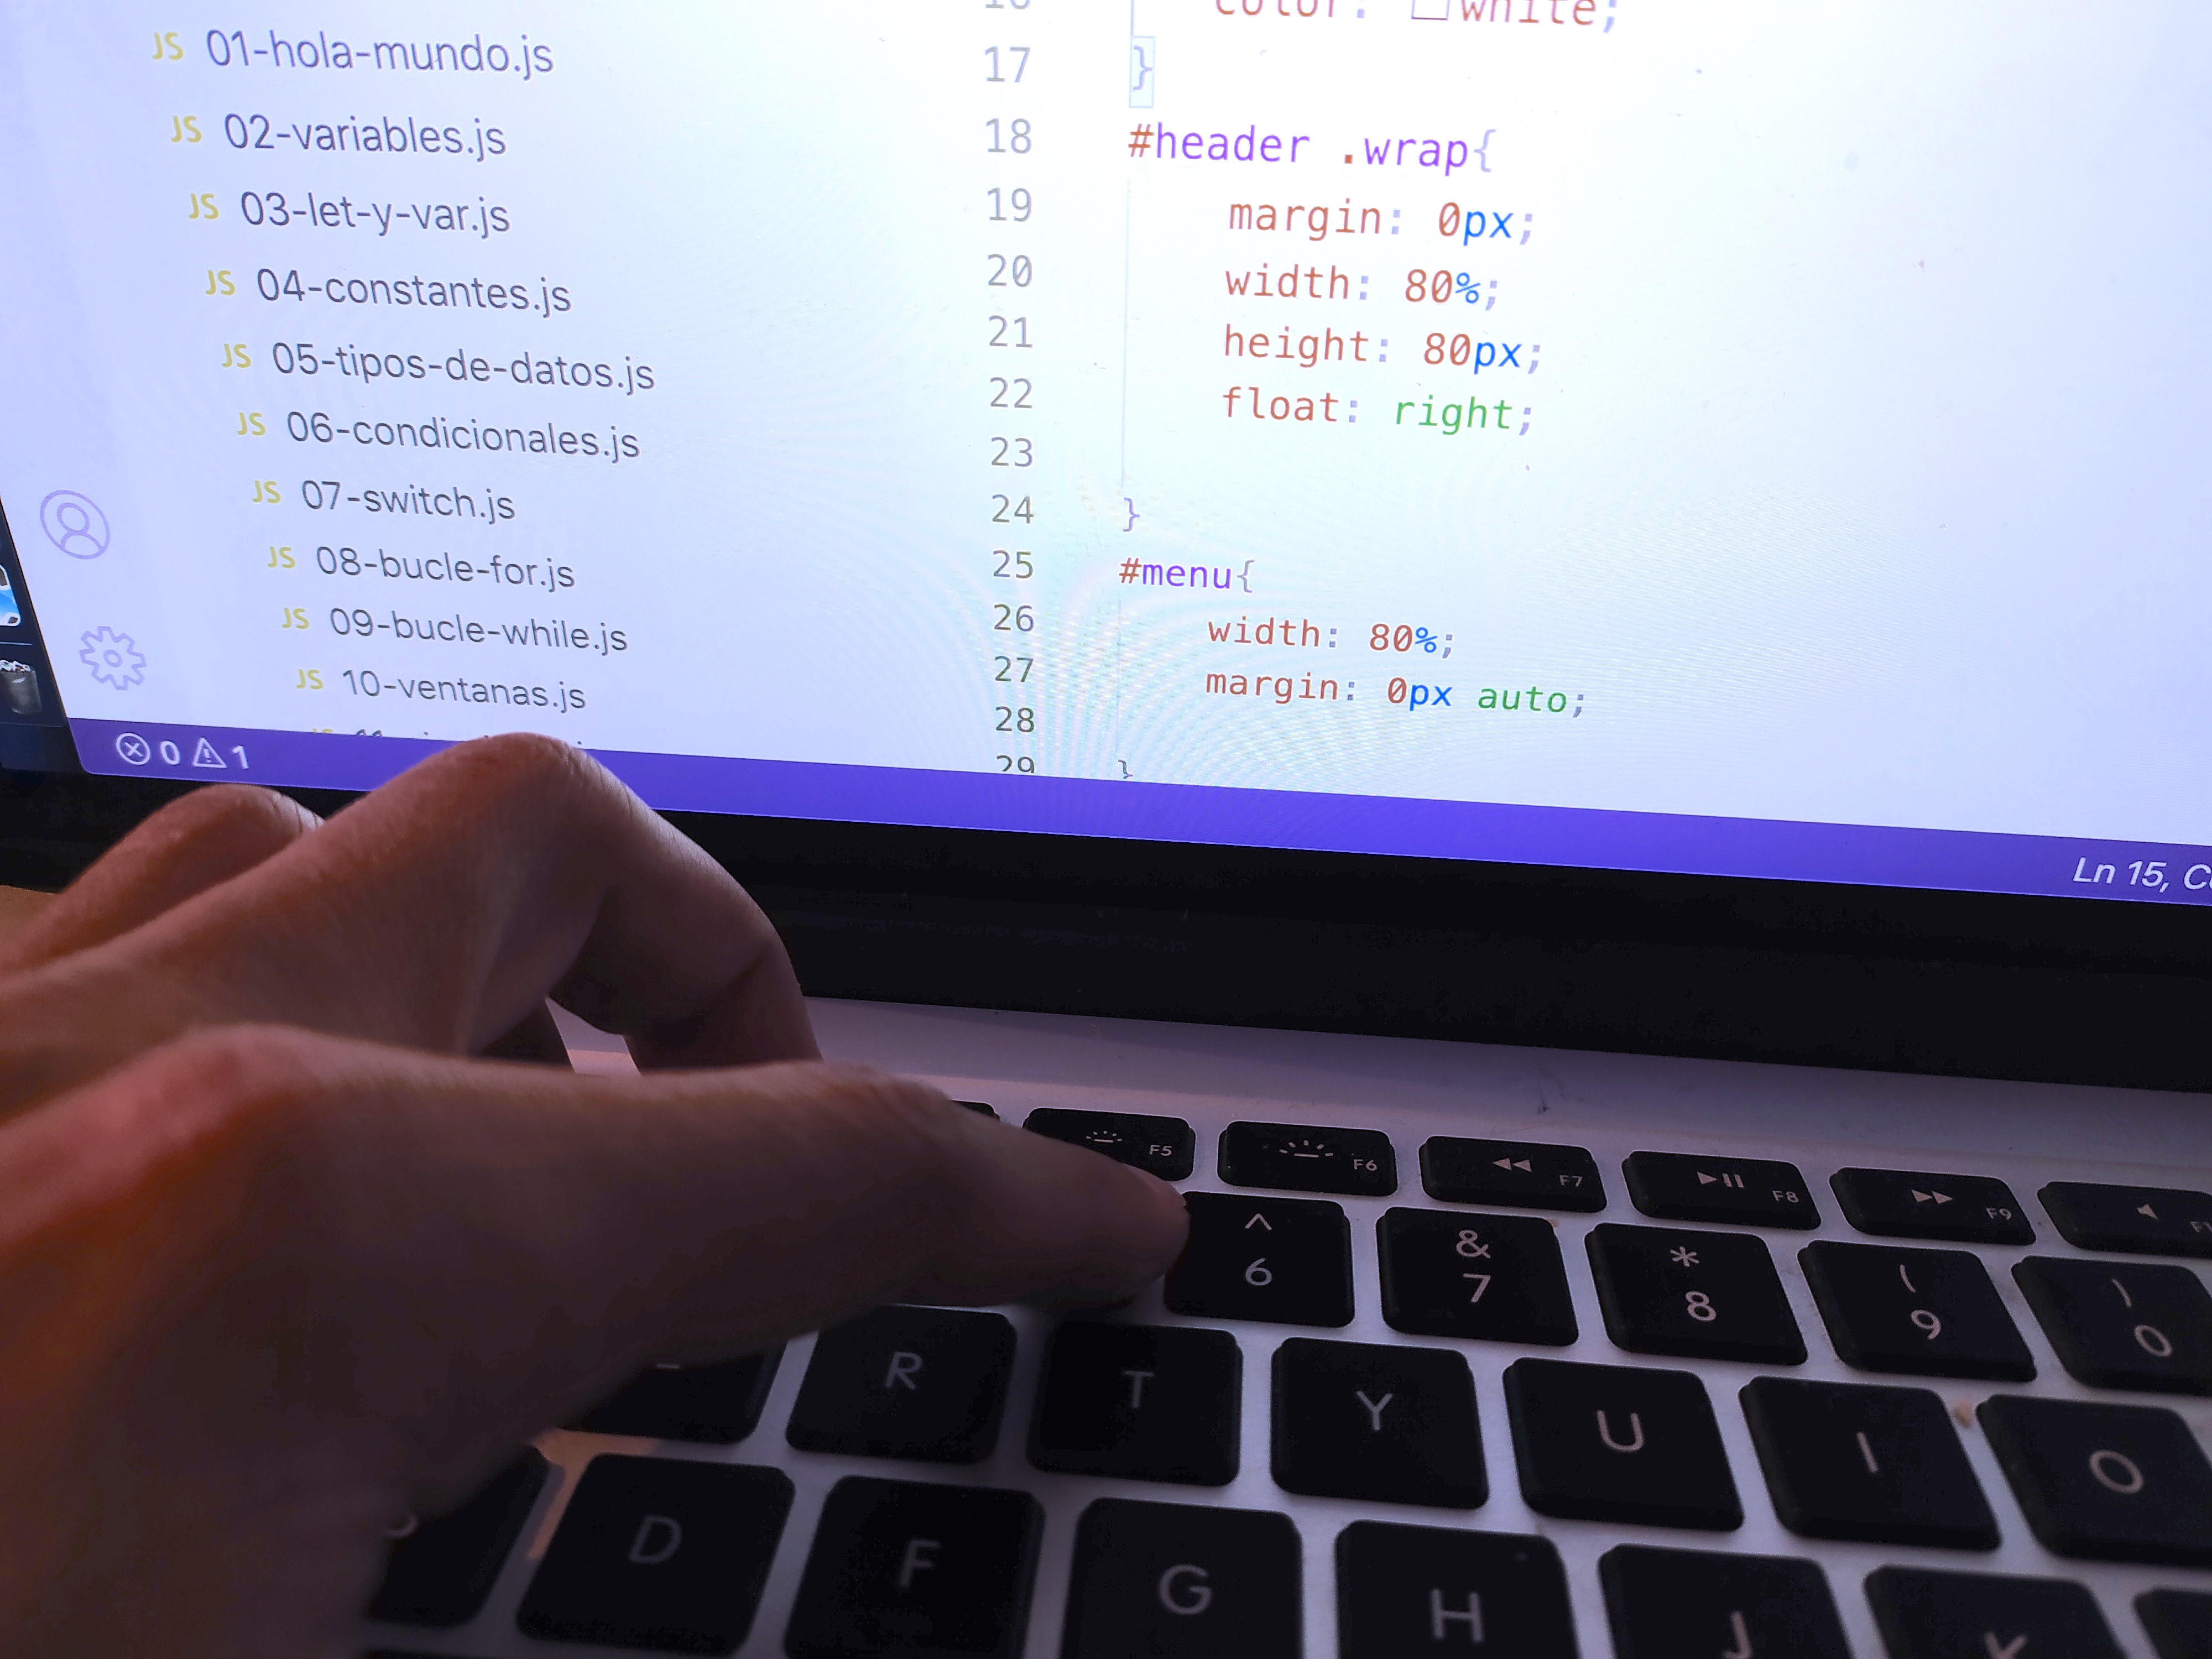 JS 01-hola-mundo.js
JS 02-variables.js
JS 03-let-y-var.js
JS 04-constantes.js
JS 05-tipos-de-datos.js
JS 06-condicionales.js
JS 07-switch.js
JS 08-bucle-for.js
JS 09-bucle-while.js
JS 10-ventanas.js
0 1
16 color: white;
17 }
18 #header .wrap{
19 margin: 0px;
20 width: 80%;
21 height: 80px;
22 float: right;
23
24 }
25 #menu{
26 width: 80%;
27 margin: 0px auto;
28
29 }
Ln 15,
F5 F6 F7 F8 F9
^ & * ( )
6 7 8 9 0
R T Y U I O
D F G H J K